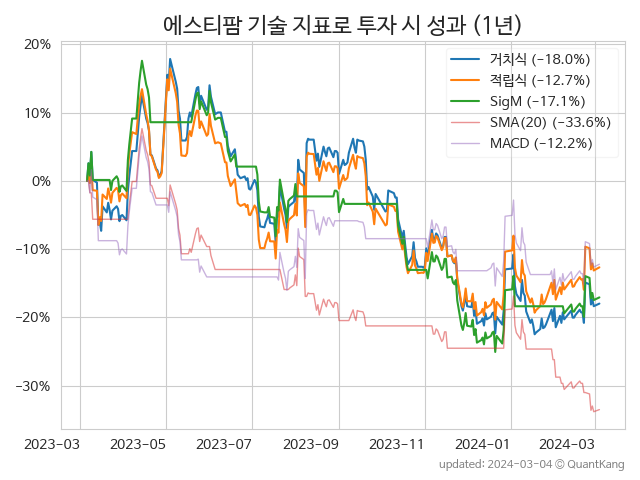 에스티팜 기술 지표로 투자 시 성과 (1년)
20%
10%
0%
−10%
−20%
−30%
거치식 (−18.0%)
적립식 (−12.7%)
SigM (−17.1%)
SMA(20) (−33.6%)
MACD (−12.2%)
2023-03 2023-05 2023-07 2023-09 2023-11 2024-01 2024-03
updated: 2024-03-04 © QuantKang